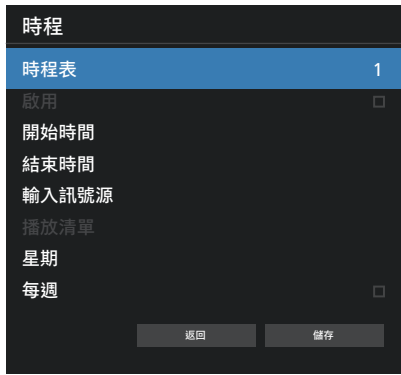 時程
時程表 1
啟用
開始時間
結束時間
輸入訊號源
播放清單
星期
每週
返回 儲存